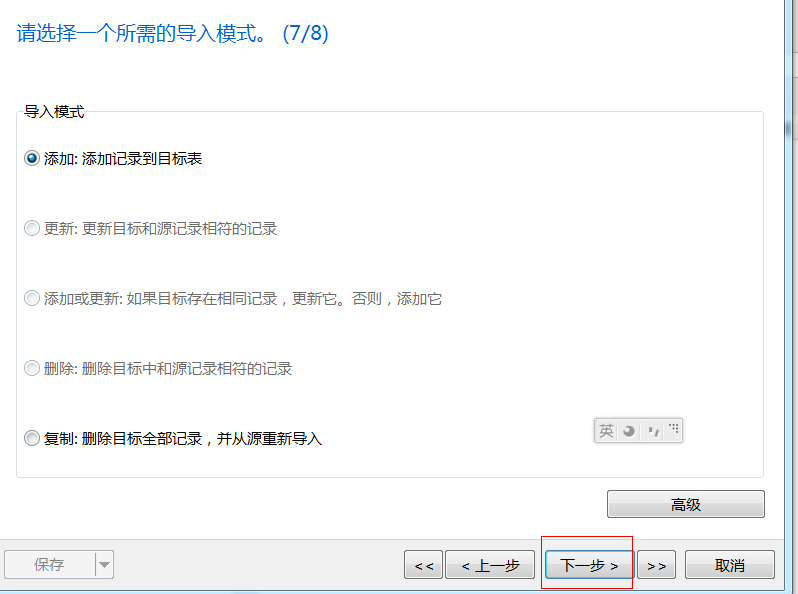 请选择一个所需的导入模式。 (7/8)
导入模式
添加: 添加记录到目标表
更新: 更新目标和源记录相符的记录
添加或更新: 如果目标存在相同记录，更新它。否则，添加它
删除: 删除目标中和源记录相符的记录
复制: 删除目标全部记录，并从源重新导入
英
高级
保存 << < 上一步 下一步 > >> 取消